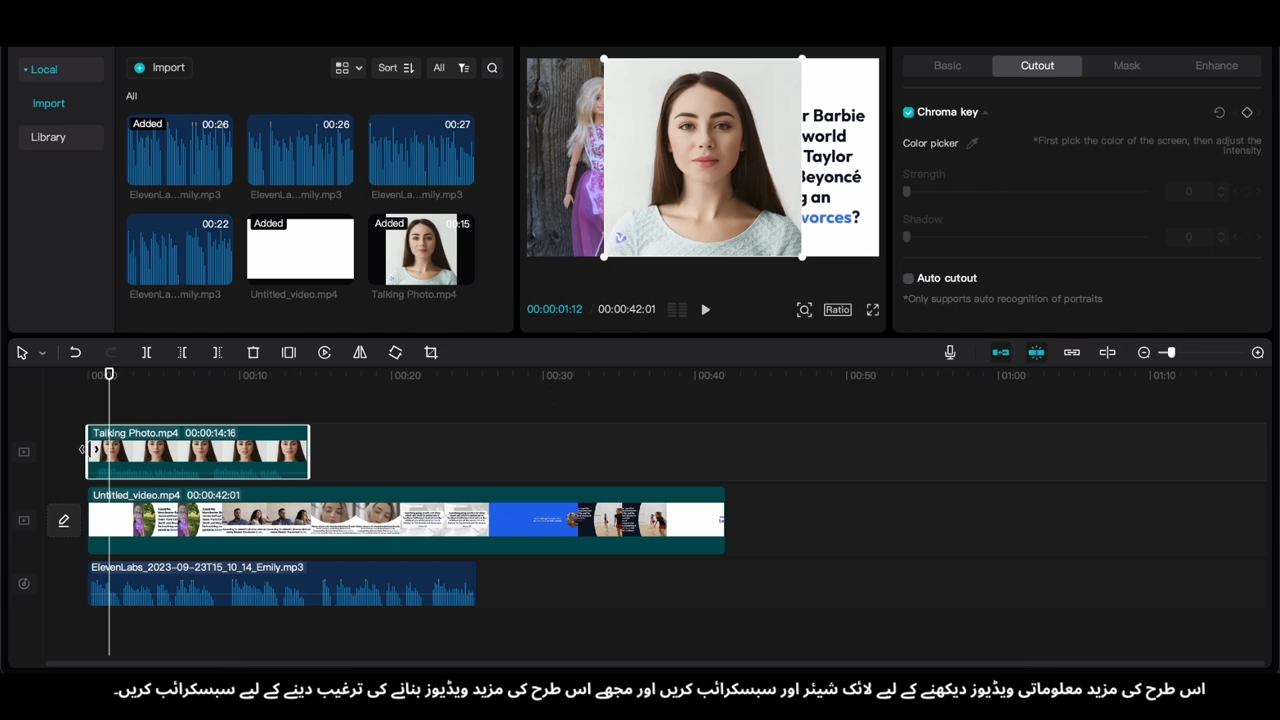 Local
Import
Library
Import
Sort
All
All
Added 00:26
00:26
00:27
ElevenLa...mily.mp3
ElevenLa...mily.mp3
ElevenLa...mily.mp3
00:22
Added
Added 00:15
ElevenLa...mily.mp3
Untitled_video.mp4
Talking Photo.mp4
r Barbie
world
Taylor
Beyoncé
g an
vorces?
00:00:01:12 / 00:00:42:01
Ratio
Basic
Cutout
Mask
Enhance
Chroma key
Color picker
*First pick the color of the screen, then adjust the
intensity
Strength
0
Shadow
0
Auto cutout
*Only supports auto recognition of portraits
|00:10
|00:20
|00:30
|00:40
|00:50
|01:00
|01:10
Talking Photo.mp4 00:00:14:16
Untitled_video.mp4 00:00:42:01
ElevenLabs_2023-09-23T15_10_14_Emily.mp3
اس طرح کی مزید معلوماتی ویڈیوز دیکھنے کے لیے لائک شیئر اور سبسکرائب کریں اور مجھے اس طرح کی مزید ویڈیوز بنانے کی ترغیب دینے کے لیے سبسکرائب کریں۔